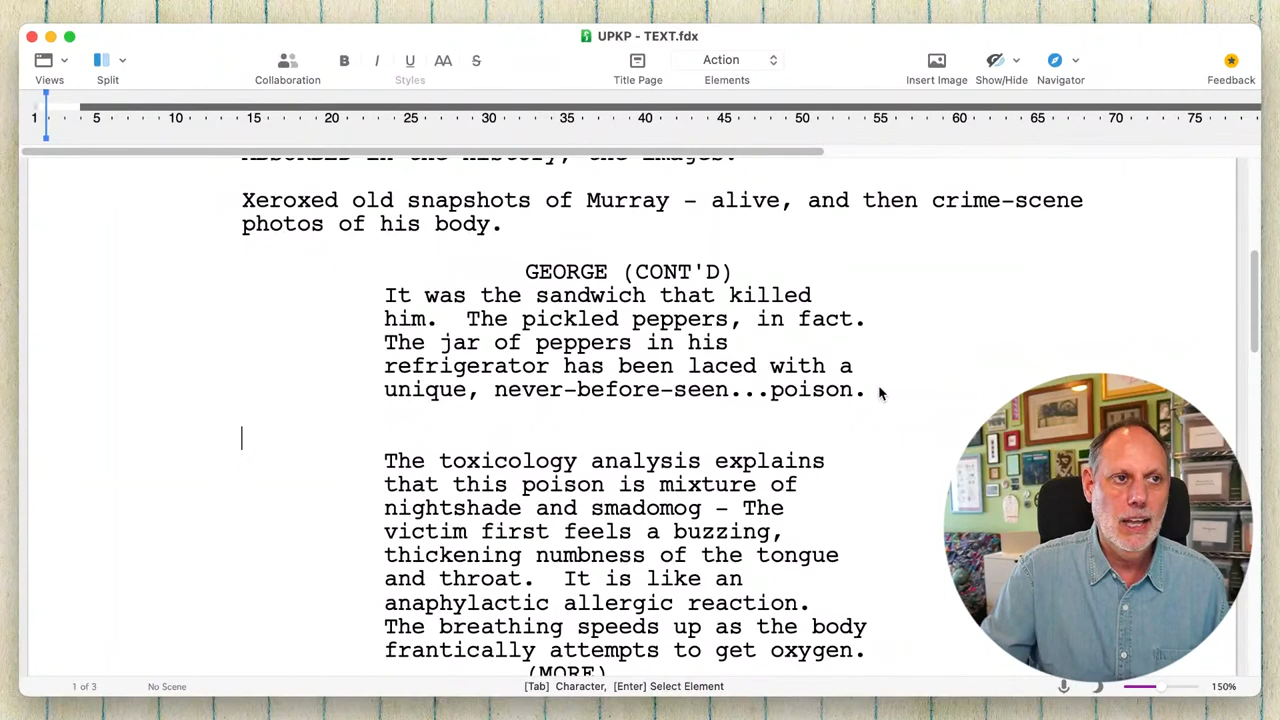 UPKP - TEXT.fdx
B I U AA S Action
Views Split Collaboration Styles Title Page Elements Insert Image Show/Hide Navigator Feedback
1 5 10 15 20 25 30 35 40 45 50 55 60 65 70 75
ABSORBED in the history, the images.
Xeroxed old snapshots of Murray - alive, and then crime-scene
photos of his body.
GEORGE (CONT'D)
It was the sandwich that killed
him. The pickled peppers, in fact.
The jar of peppers in his
refrigerator has been laced with a
unique, never-before-seen...poison.
The toxicology analysis explains
that this poison is mixture of
nightshade and smadomog - The
victim first feels a buzzing,
thickening numbness of the tongue
and throat. It is like an
anaphylactic allergic reaction.
The breathing speeds up as the body
frantically attempts to get oxygen.
(MORE)
1 of 3 No Scene [Tab] Character, [Enter] Select Element 150%